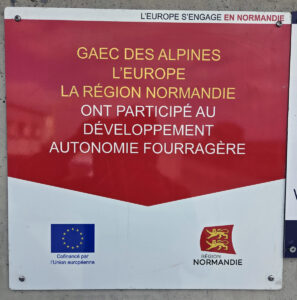 L'EUROPE S'ENGAGE EN NORMANDIE
GAEC DES ALPINES
L'EUROPE
LA RÉGION NORMANDIE
ONT PARTICIPÉ AU
DÉVELOPPEMENT
AUTONOMIE FOURRAGÈRE
Cofinancé par
l'Union européenne
RÉGION
NORMANDIE